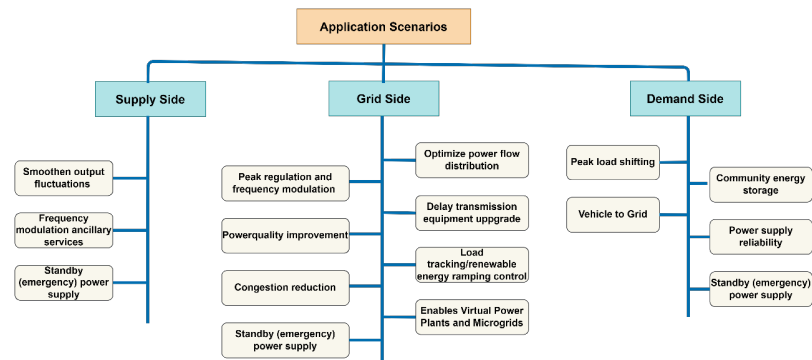 Application Scenarios
Supply Side
Smoothen output
fluctuations
Frequency
modulation ancillary
services
Standby
(emergency) power
supply
Grid Side
Peak regulation and
frequency modulation
Powerquality improvement
Congestion reduction
Standby (emergency)
power supply
Optimize power flow
distribution
Delay transmission
equipment uppgrade
Load
tracking/renewable
energy ramping control
Enables Virtual Power
Plants and Microgrids
Demand Side
Peak load shifting
Vehicle to Grid
Community energy
storage
Power supply
reliability
Standby (emergency)
power supply